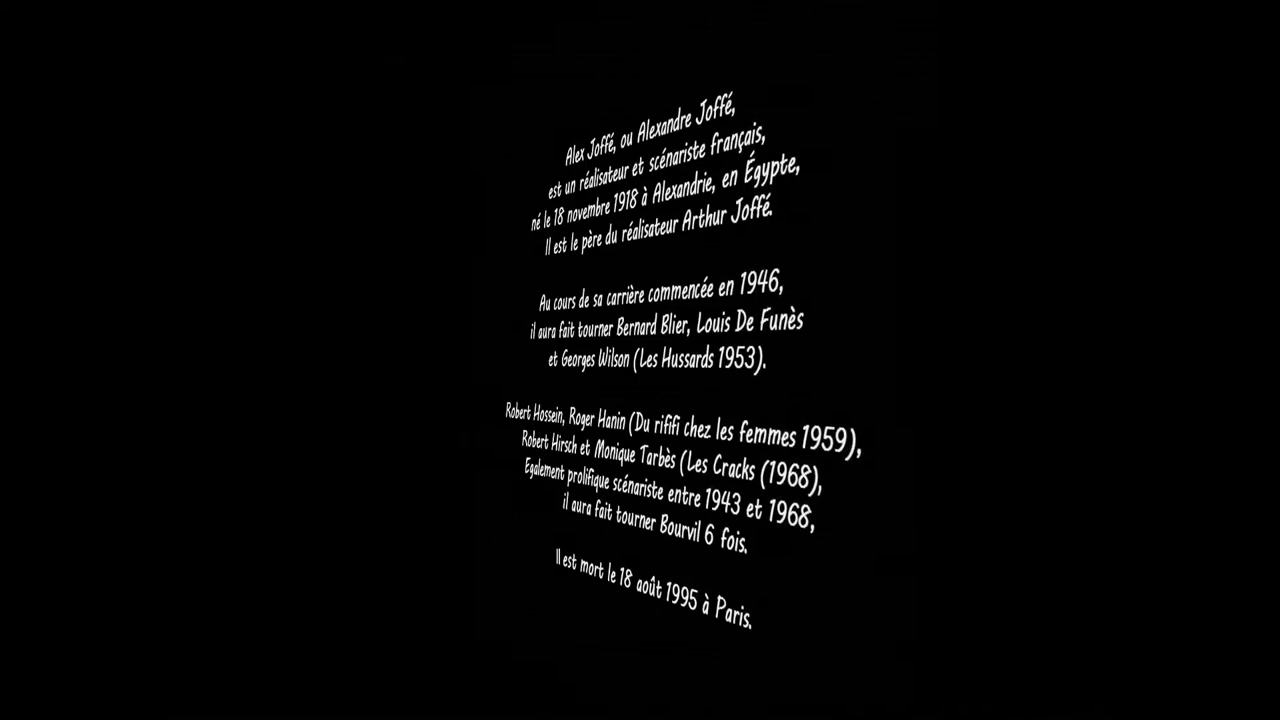 Alex Joffé, ou Alexandre Joffé,
est un réalisateur et scénariste français,
né le 18 novembre 1918 à Alexandrie, en Égypte,
Il est le père du réalisateur Arthur Joffé.
Au cours de sa carrière commencée en 1946,
il aura fait tourner Bernard Blier, Louis De Funès
et Georges Wilson (Les Hussards 1953).
Robert Hossein, Roger Hanin (Du rififi chez les femmes 1959),
Robert Hirsch et Monique Tarbès (Les Cracks (1968),
Egalement prolifique scénariste entre 1943 et 1968,
il aura fait tourner Bourvil 6 fois.
Il est mort le 18 août 1995 à Paris.